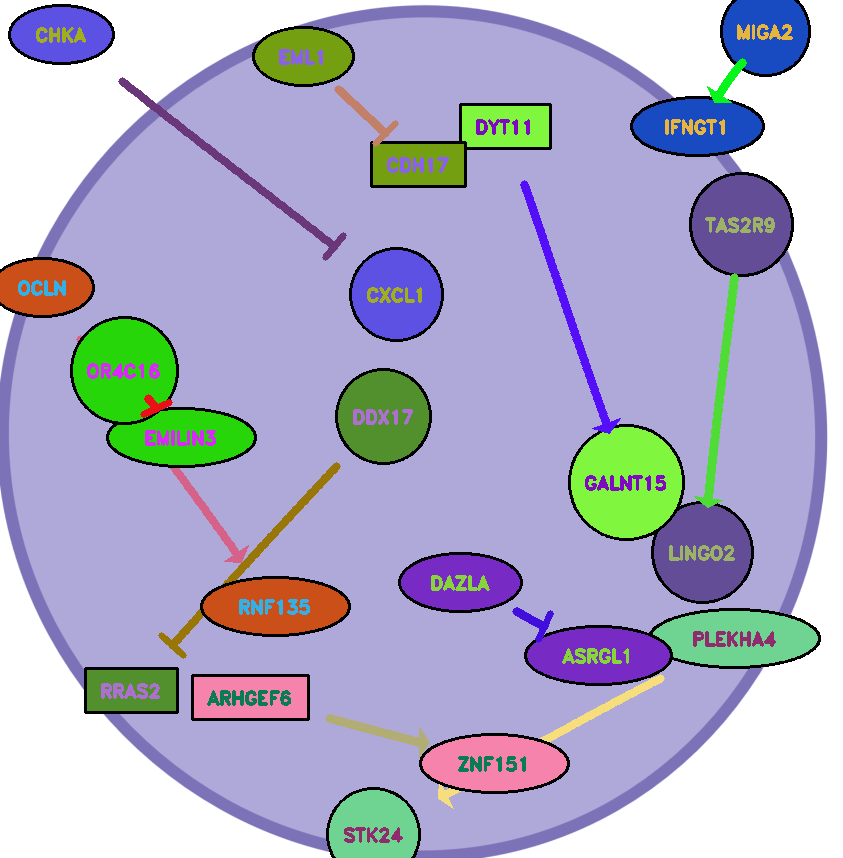 CHKA
MIGA2
EML1
DYT11
IFNGT1
CDH17
TAS2R9
OCLN
CXCL1
OR4C16
DDX17
EMILIN3
GALNT15
LINGO2
DAZLA
RNF135
PLEKHA4
ASRGL1
RRAS2
ARHGEF6
ZNF151
STK24